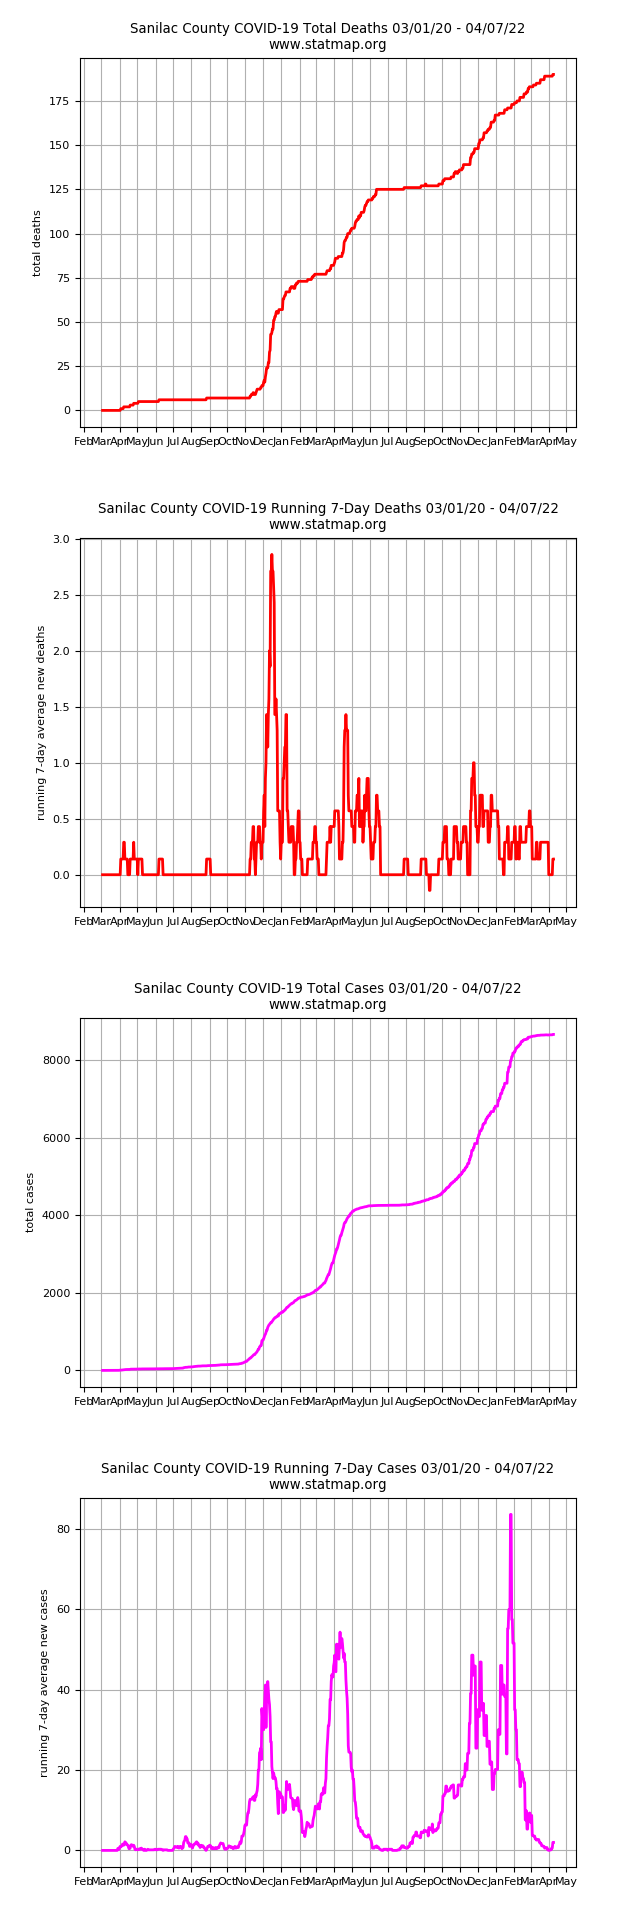 Sanilac County COVID-19 Total Deaths 03/01/20 - 04/07/22
www.statmap.org
total deaths
175
150
125
100
75
50
25
0
Feb Mar Apr May Jun Jul Aug Sep Oct Nov Dec Jan Feb Mar Apr May Jun Jul Aug Sep Oct Nov Dec Jan Feb Mar Apr May
Sanilac County COVID-19 Running 7-Day Deaths 03/01/20 - 04/07/22
www.statmap.org
running 7-day average new deaths
3.0
2.5
2.0
1.5
1.0
0.5
0.0
Feb Mar Apr May Jun Jul Aug Sep Oct Nov Dec Jan Feb Mar Apr May Jun Jul Aug Sep Oct Nov Dec Jan Feb Mar Apr May
Sanilac County COVID-19 Total Cases 03/01/20 - 04/07/22
www.statmap.org
total cases
8000
6000
4000
2000
0
Feb Mar Apr May Jun Jul Aug Sep Oct Nov Dec Jan Feb Mar Apr May Jun Jul Aug Sep Oct Nov Dec Jan Feb Mar Apr May
Sanilac County COVID-19 Running 7-Day Cases 03/01/20 - 04/07/22
www.statmap.org
running 7-day average new cases
80
60
40
20
0
Feb Mar Apr May Jun Jul Aug Sep Oct Nov Dec Jan Feb Mar Apr May Jun Jul Aug Sep Oct Nov Dec Jan Feb Mar Apr May